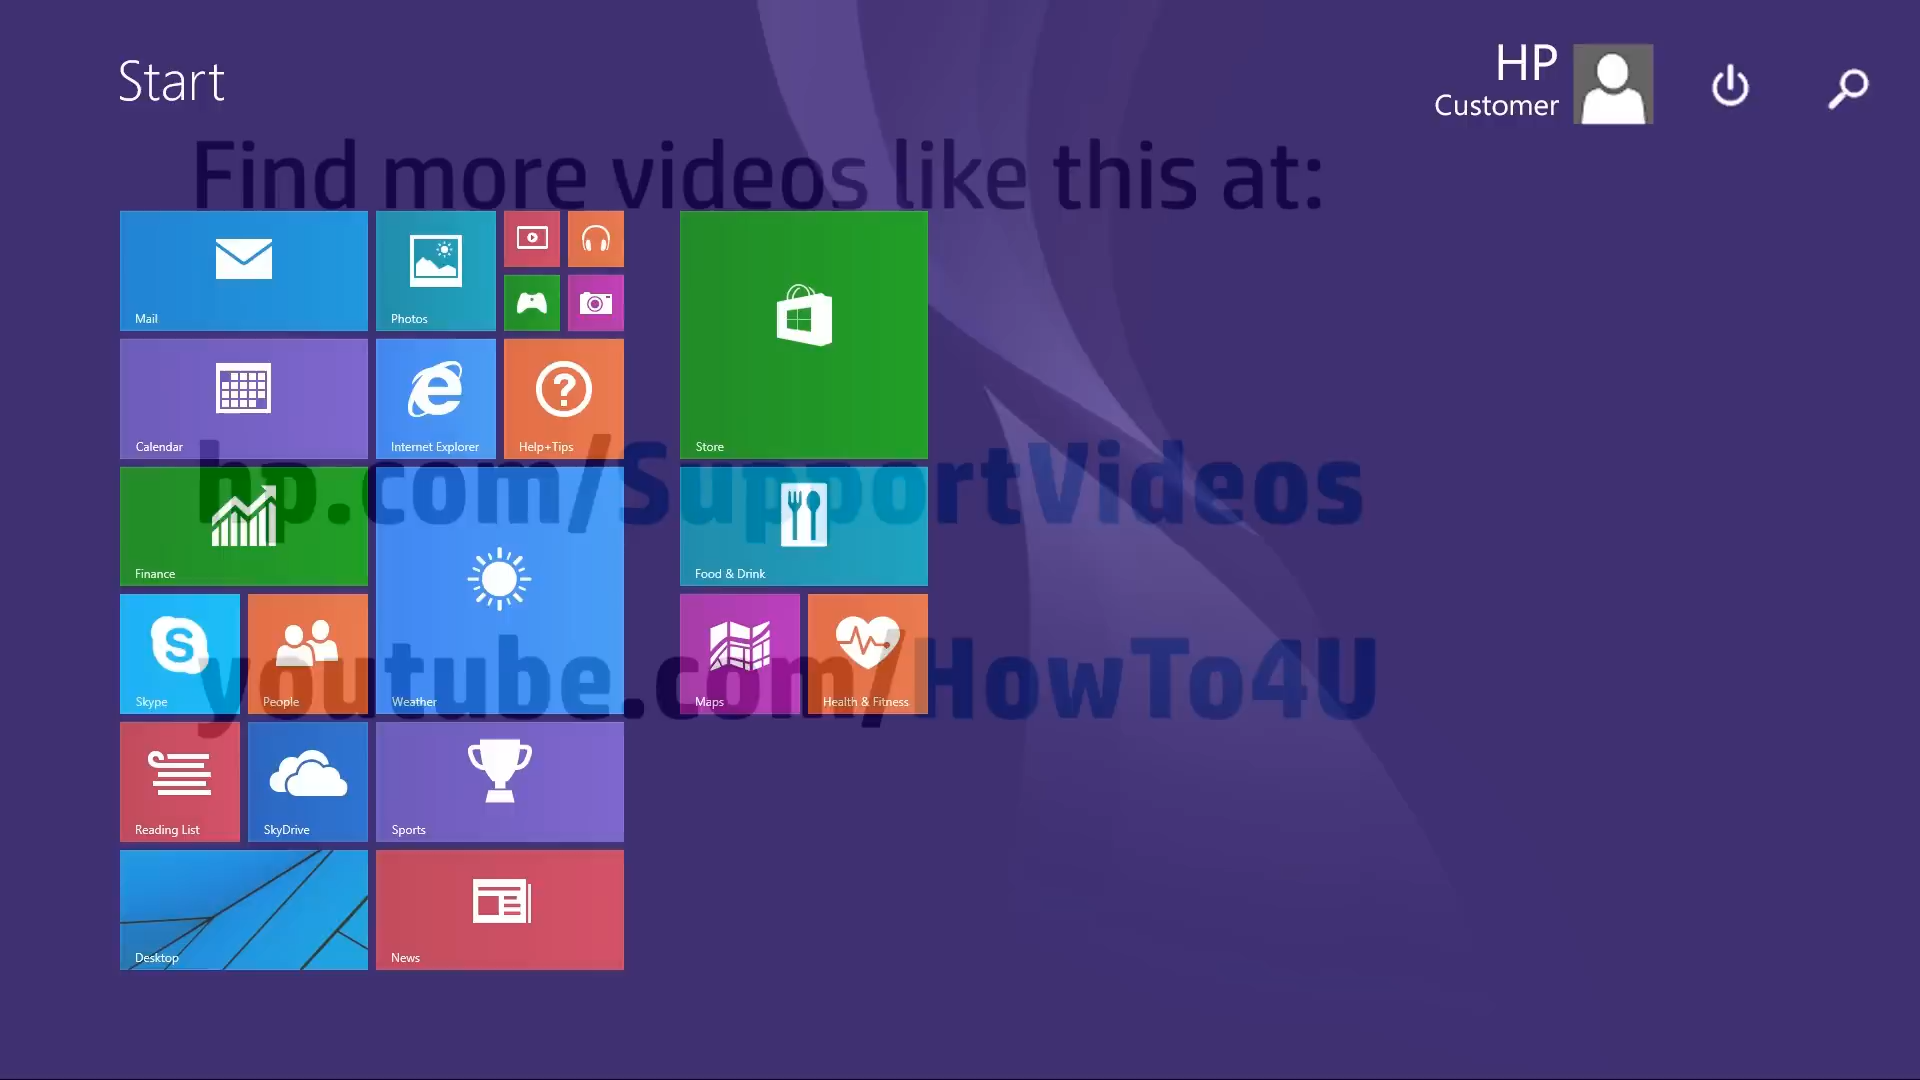 Start
HP
Customer
Find more videos like this at:
Mail
Photos
Calendar
Internet Explorer
Help+Tips
Store
hp.com/SupportVideos
Finance
Food & Drink
youtube.com/HowTo4U
Skype
People
Weather
Maps
Health & Fitness
Reading List
SkyDrive
Sports
Desktop
News